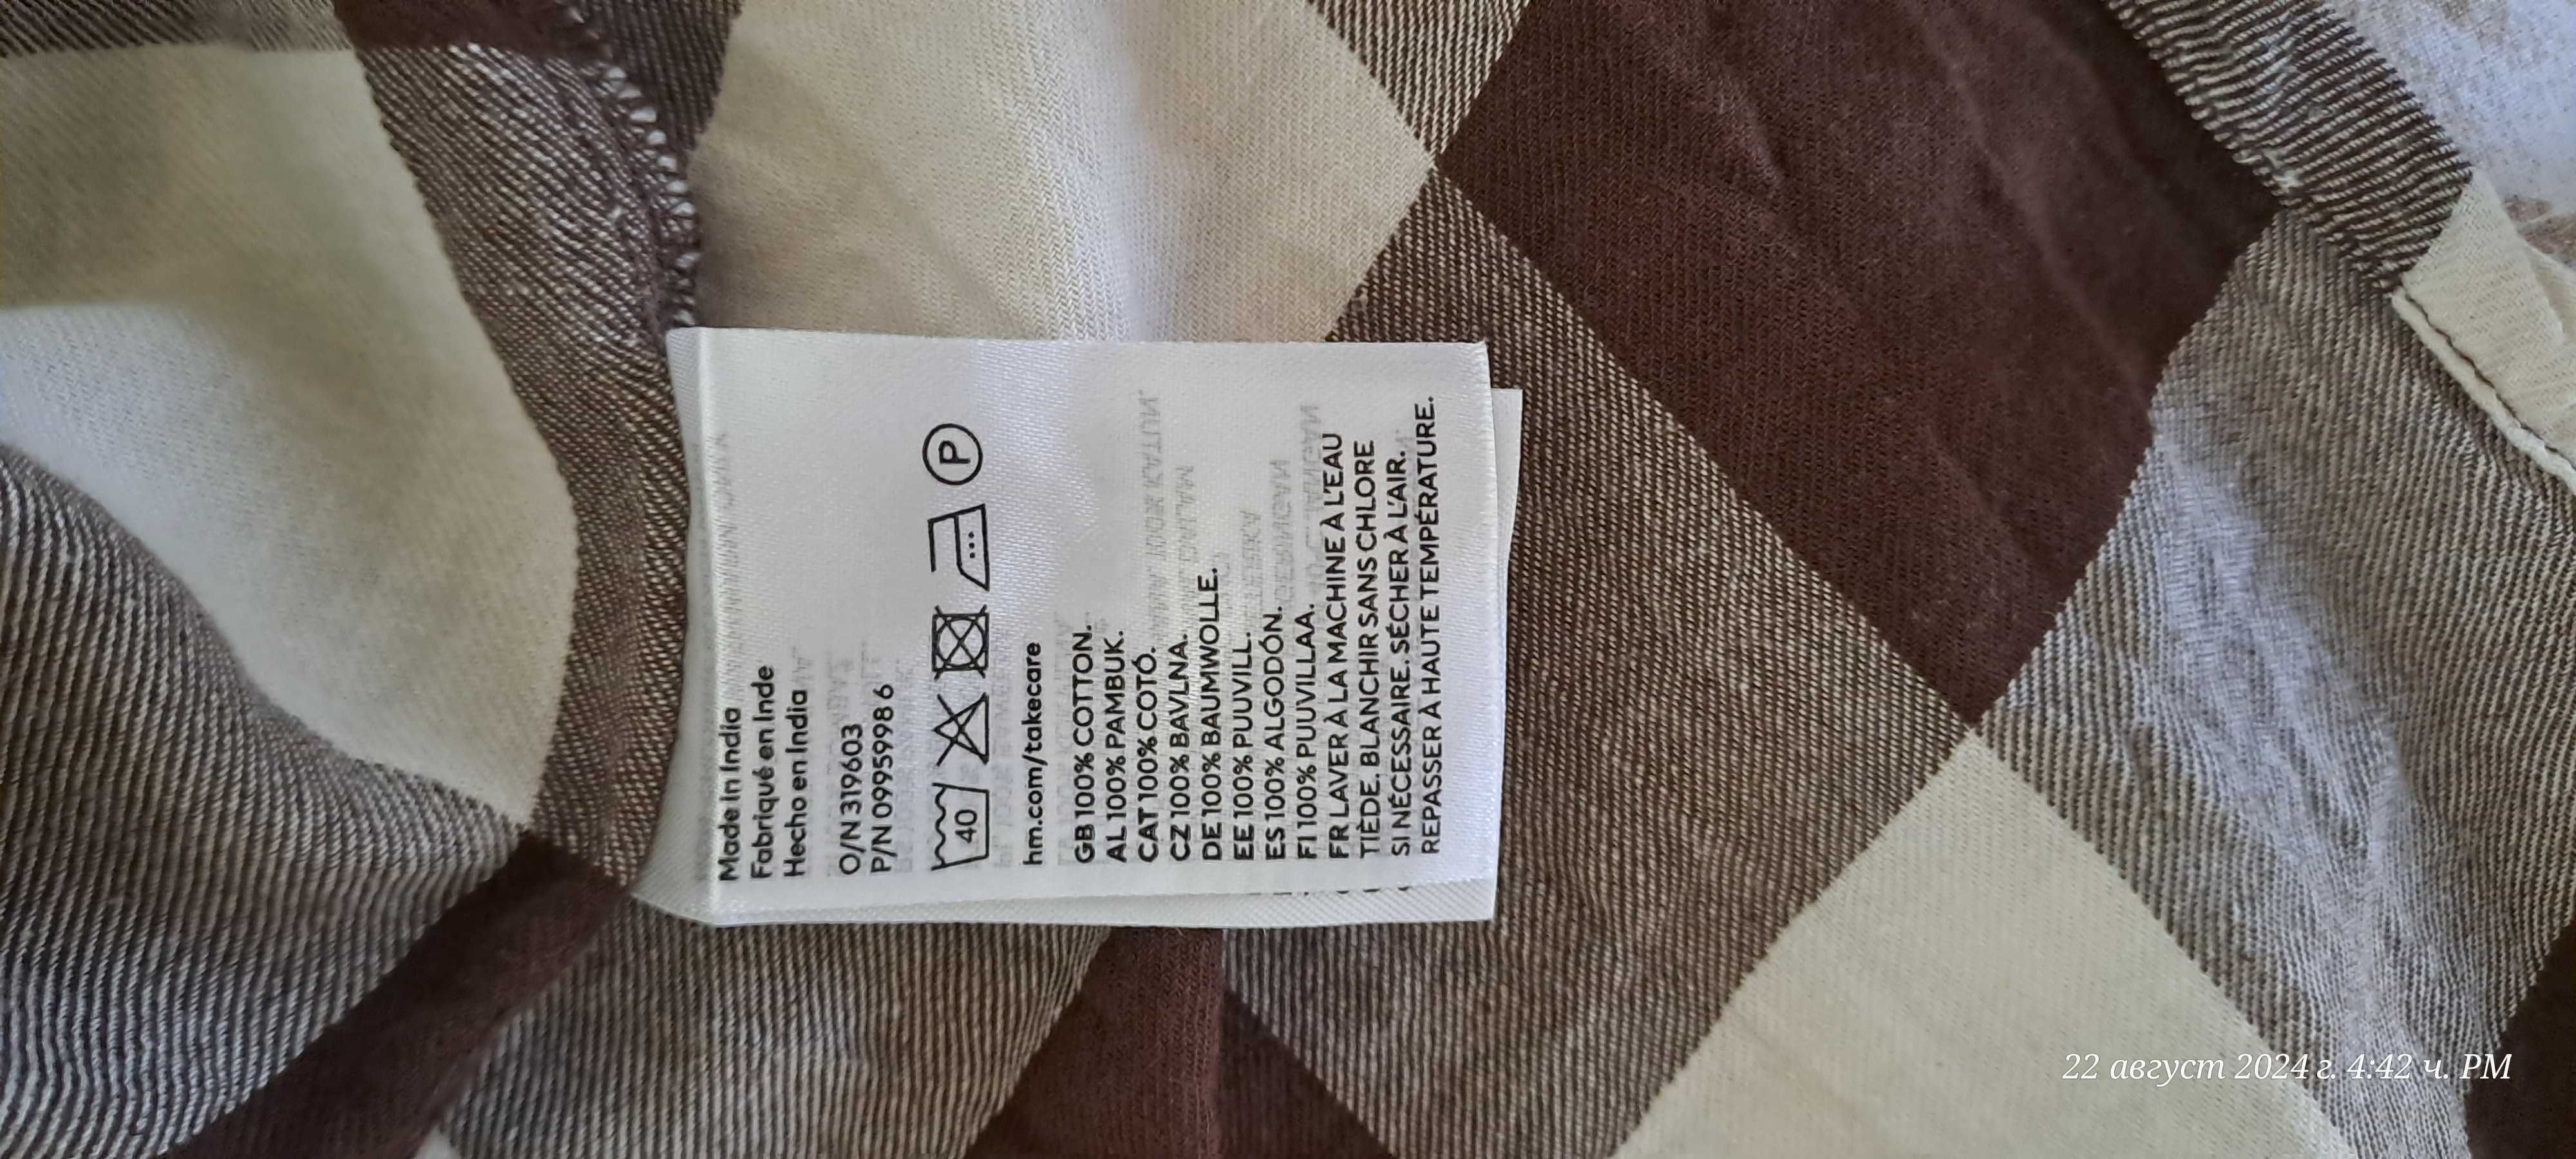 Made in India
Fabriqué en Inde
Hecho en India
O/N 319603
P/N 0995998 6
40
P
hm.com/takecare
GB 100% COTTON.
AL 100% PAMBUK.
CAT 100% COTÓ.
CZ 100% BAVLNA.
DE 100% BAUMWOLLE.
EE 100% PUUVILL.
ES 100% ALGODÓN.
FI 100% PUUVILLAA.
FR LAVER À LA MACHINE À L'EAU
TIÈDE. BLANCHIR SANS CHLORE
SI NÉCESSAIRE. SÉCHER À L'AIR.
REPASSER À HAUTE TEMPÉRATURE.
22 август 2024 г. 4:42 ч. PM